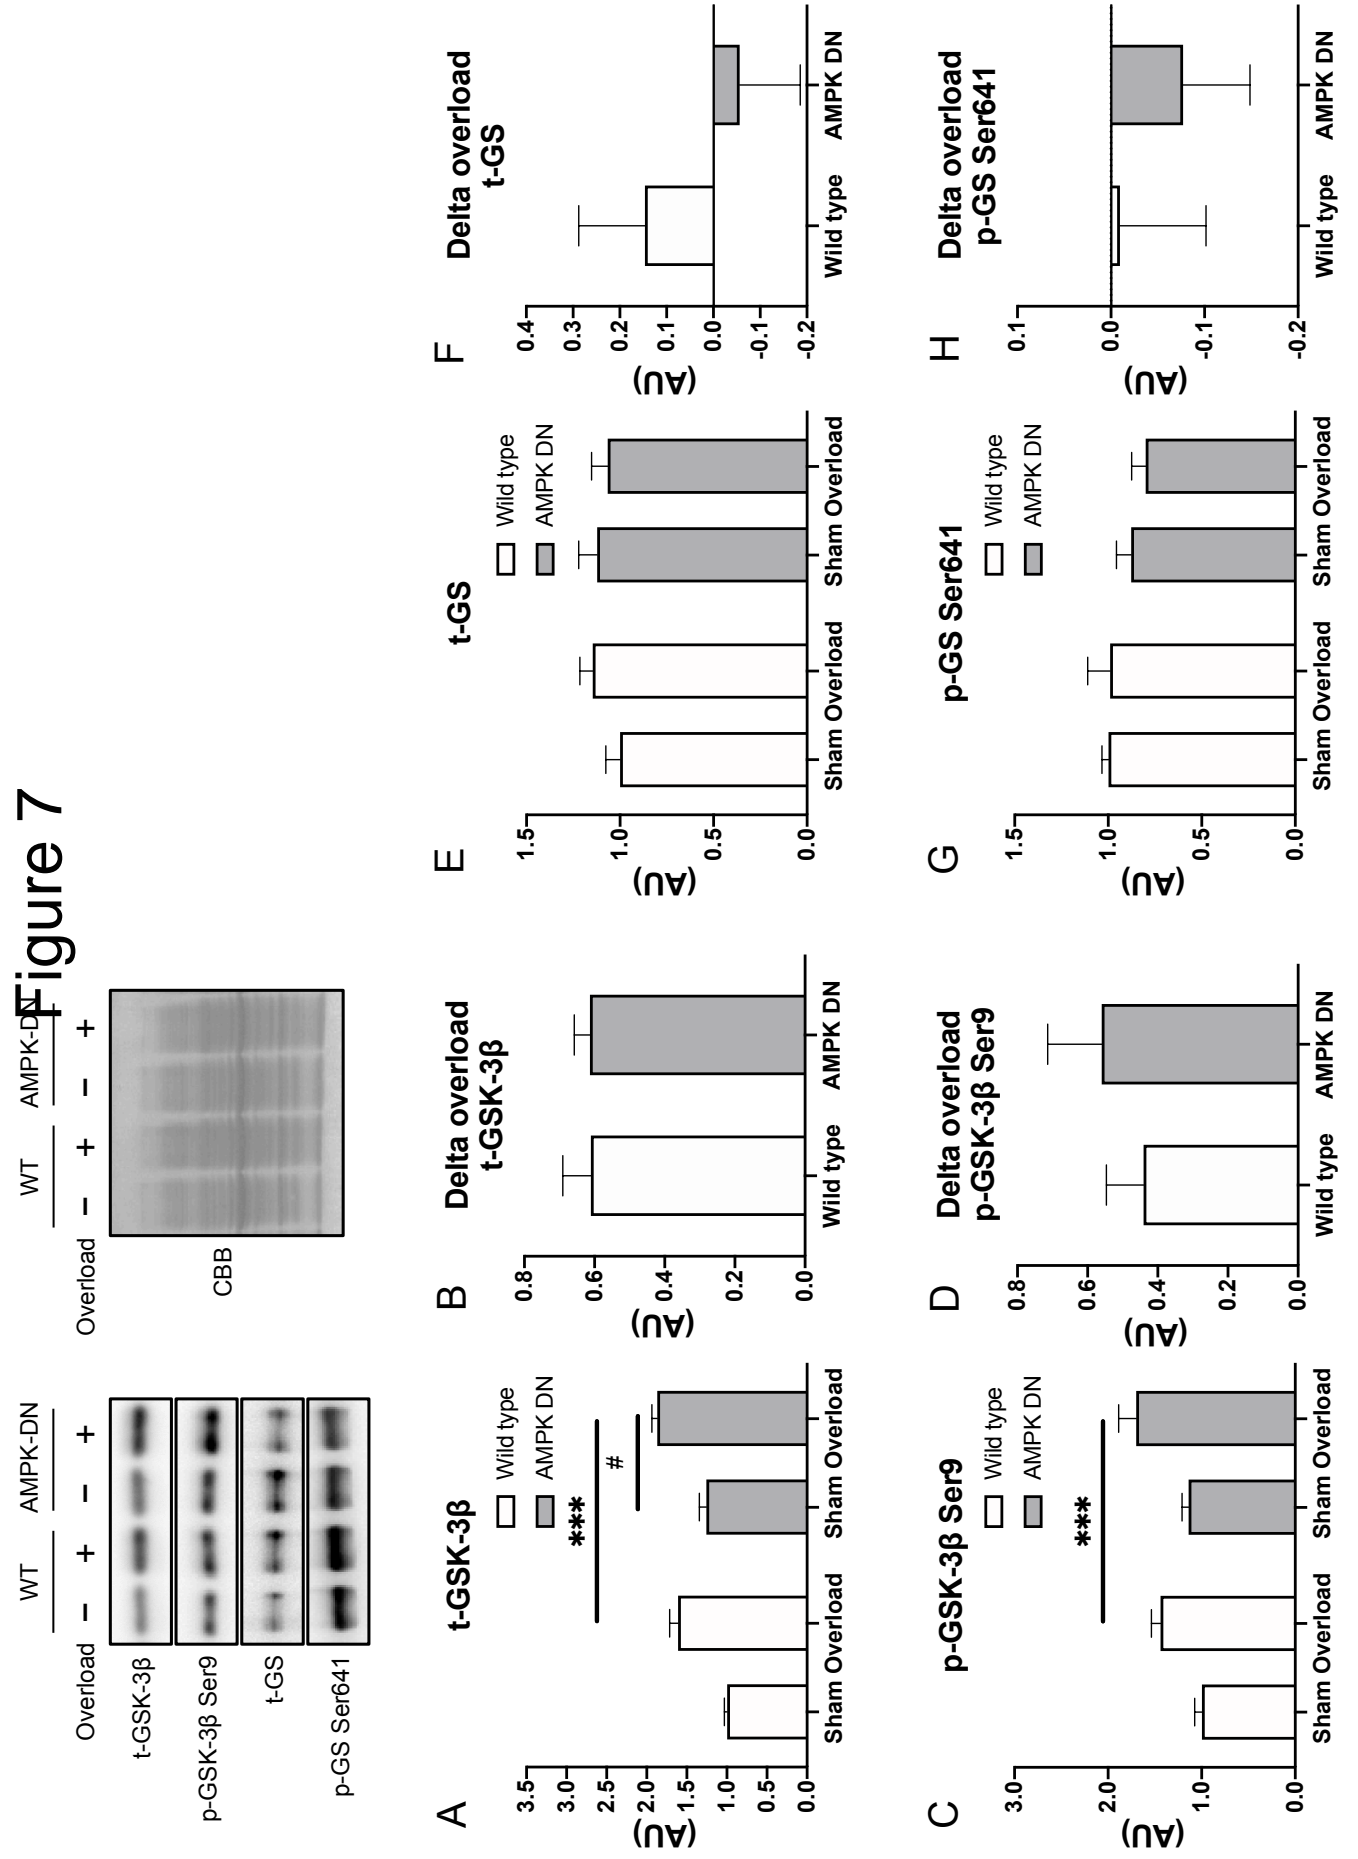 Figure 7
WT AMPK-DN
Overload − + − +
t-GSK-3β
p-GSK-3β Ser9
t-GS
p-GS Ser641
WT AMPK-DN
Overload − + − +
CBB
A
t-GSK-3β
Wild type
AMPK DN
***
#
(AU)
3.5
3.0
2.5
2.0
1.5
1.0
0.5
0.0
Sham Overload Sham Overload
B
Delta overload
t-GSK-3β
(AU)
0.8
0.6
0.4
0.2
0.0
Wild type AMPK DN
E
t-GS
Wild type
AMPK DN
(AU)
1.5
1.0
0.5
0.0
Sham Overload Sham Overload
F
Delta overload
t-GS
(AU)
0.4
0.3
0.2
0.1
0.0
-0.1
-0.2
Wild type AMPK DN
C
p-GSK-3β Ser9
Wild type
AMPK DN
***
(AU)
3.0
2.0
1.0
0.0
Sham Overload Sham Overload
D
Delta overload
p-GSK-3β Ser9
(AU)
0.8
0.6
0.4
0.2
0.0
Wild type AMPK DN
G
p-GS Ser641
Wild type
AMPK DN
(AU)
1.5
1.0
0.5
0.0
Sham Overload Sham Overload
H
Delta overload
p-GS Ser641
(AU)
0.1
0.0
-0.1
-0.2
Wild type AMPK DN